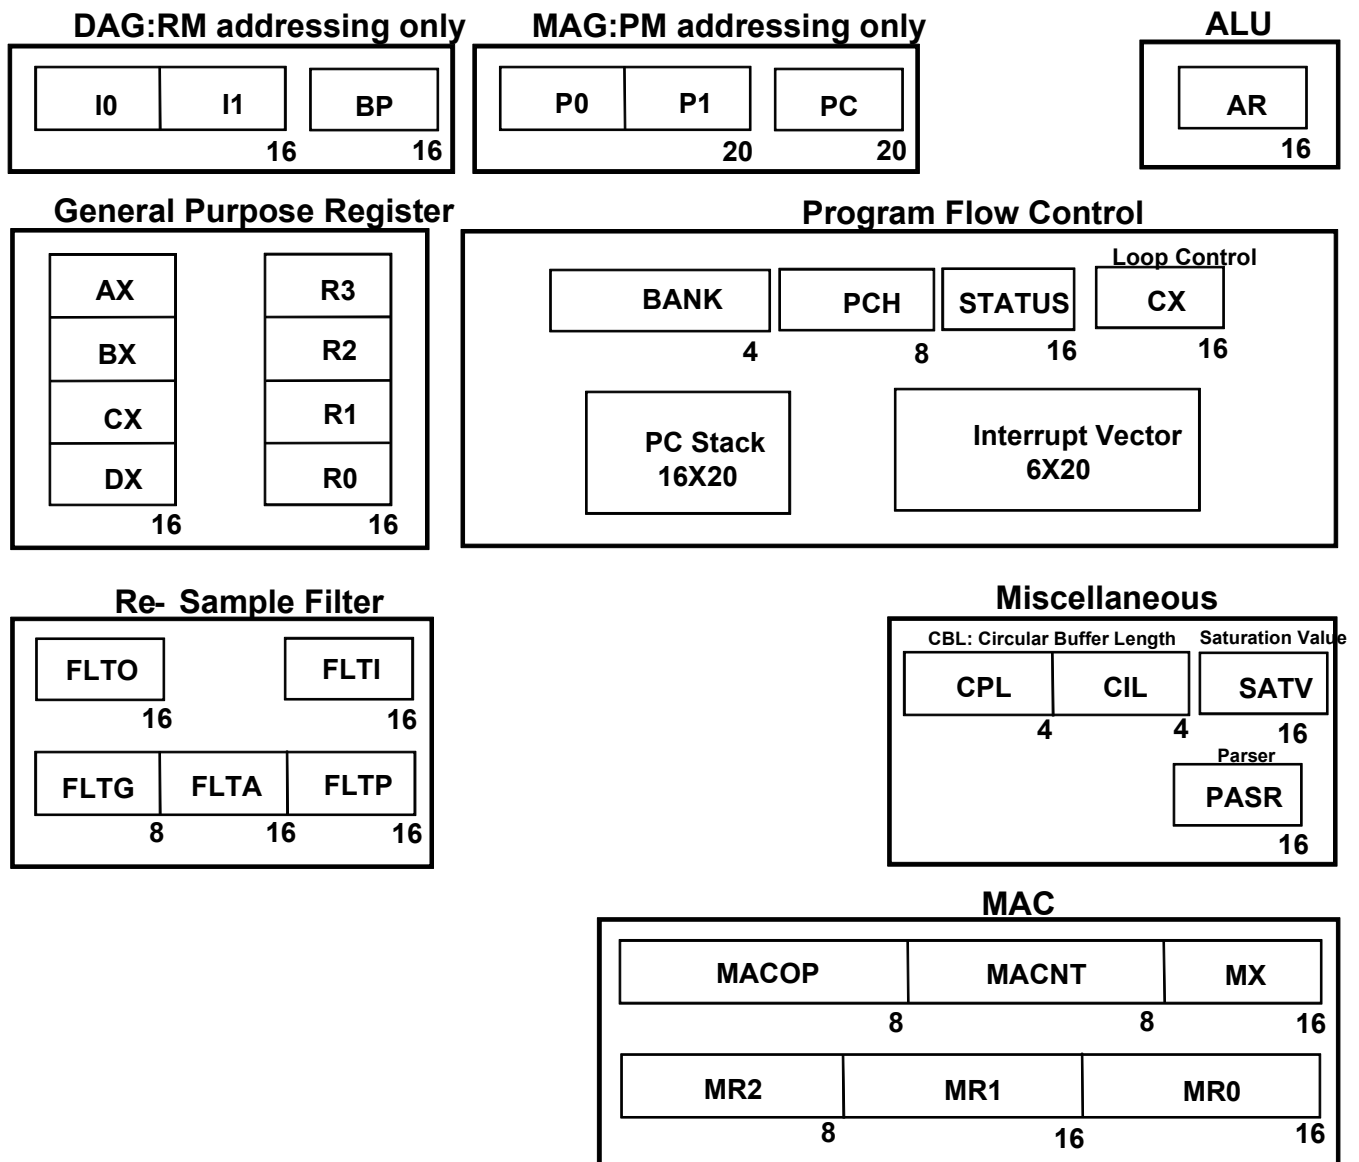 DAG:RM addressing only
MAG:PM addressing only
ALU
I0 I1 BP
16 16
P0 P1 PC
20 20
AR
16
General Purpose Register
Program Flow Control
AX R3
BX R2
CX R1
DX R0
16 16
Loop Control
BANK PCH STATUS CX
4 8 16 16
PC Stack
16X20
Interrupt Vector
6X20
Re- Sample Filter
FLTO FLTI
16 16
FLTG FLTA FLTP
8 16 16
Miscellaneous
CBL: Circular Buffer Length Saturation Value
CPL CIL SATV
4 4 16
Parser
PASR
16
MAC
MACOP MACNT MX
8 8 16
MR2 MR1 MR0
8 16 16